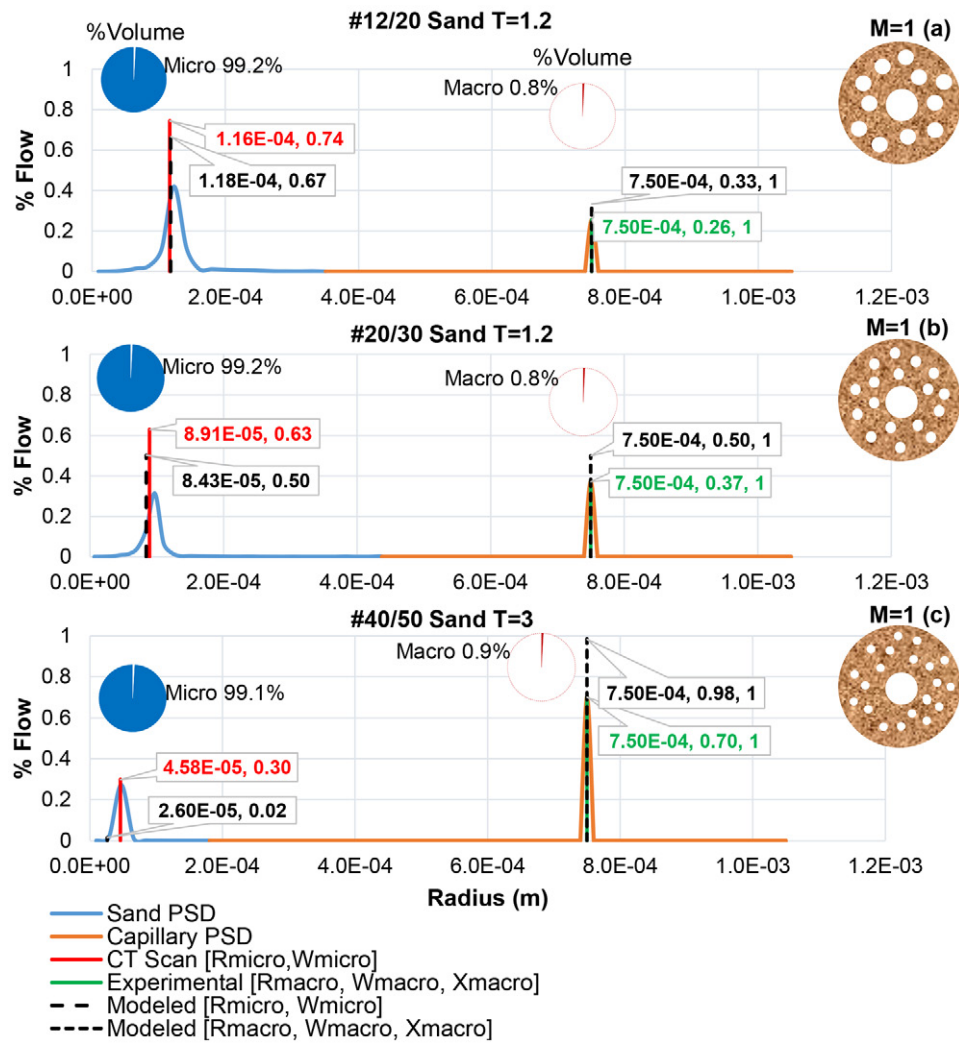 #12/20 Sand T=1.2
%Volume
M=1 (a)
Micro 99.2%
%Volume
Macro 0.8%
1
0.8
0.6
0.4
0.2
0
% Flow
1.16E-04, 0.74
1.18E-04, 0.67
7.50E-04, 0.33, 1
7.50E-04, 0.26, 1
0.0E+00 2.0E-04 4.0E-04 6.0E-04 8.0E-04 1.0E-03 1.2E-03
#20/30 Sand T=1.2
M=1 (b)
Micro 99.2%
Macro 0.8%
1
0.8
0.6
0.4
0.2
0
% Flow
8.91E-05, 0.63
8.43E-05, 0.50
7.50E-04, 0.50, 1
7.50E-04, 0.37, 1
0.0E+00 2.0E-04 4.0E-04 6.0E-04 8.0E-04 1.0E-03 1.2E-03
#40/50 Sand T=3
M=1 (c)
Micro 99.1%
Macro 0.9%
1
0.8
0.6
0.4
0.2
0
% Flow
4.58E-05, 0.30
2.60E-05, 0.02
7.50E-04, 0.98, 1
7.50E-04, 0.70, 1
0.0E+00 2.0E-04 4.0E-04 6.0E-04 8.0E-04 1.0E-03 1.2E-03
Radius (m)
Sand PSD
Capillary PSD
CT Scan [Rmicro,Wmicro]
Experimental [Rmacro, Wmacro, Xmacro]
Modeled [Rmicro, Wmicro]
Modeled [Rmacro, Wmacro, Xmacro]